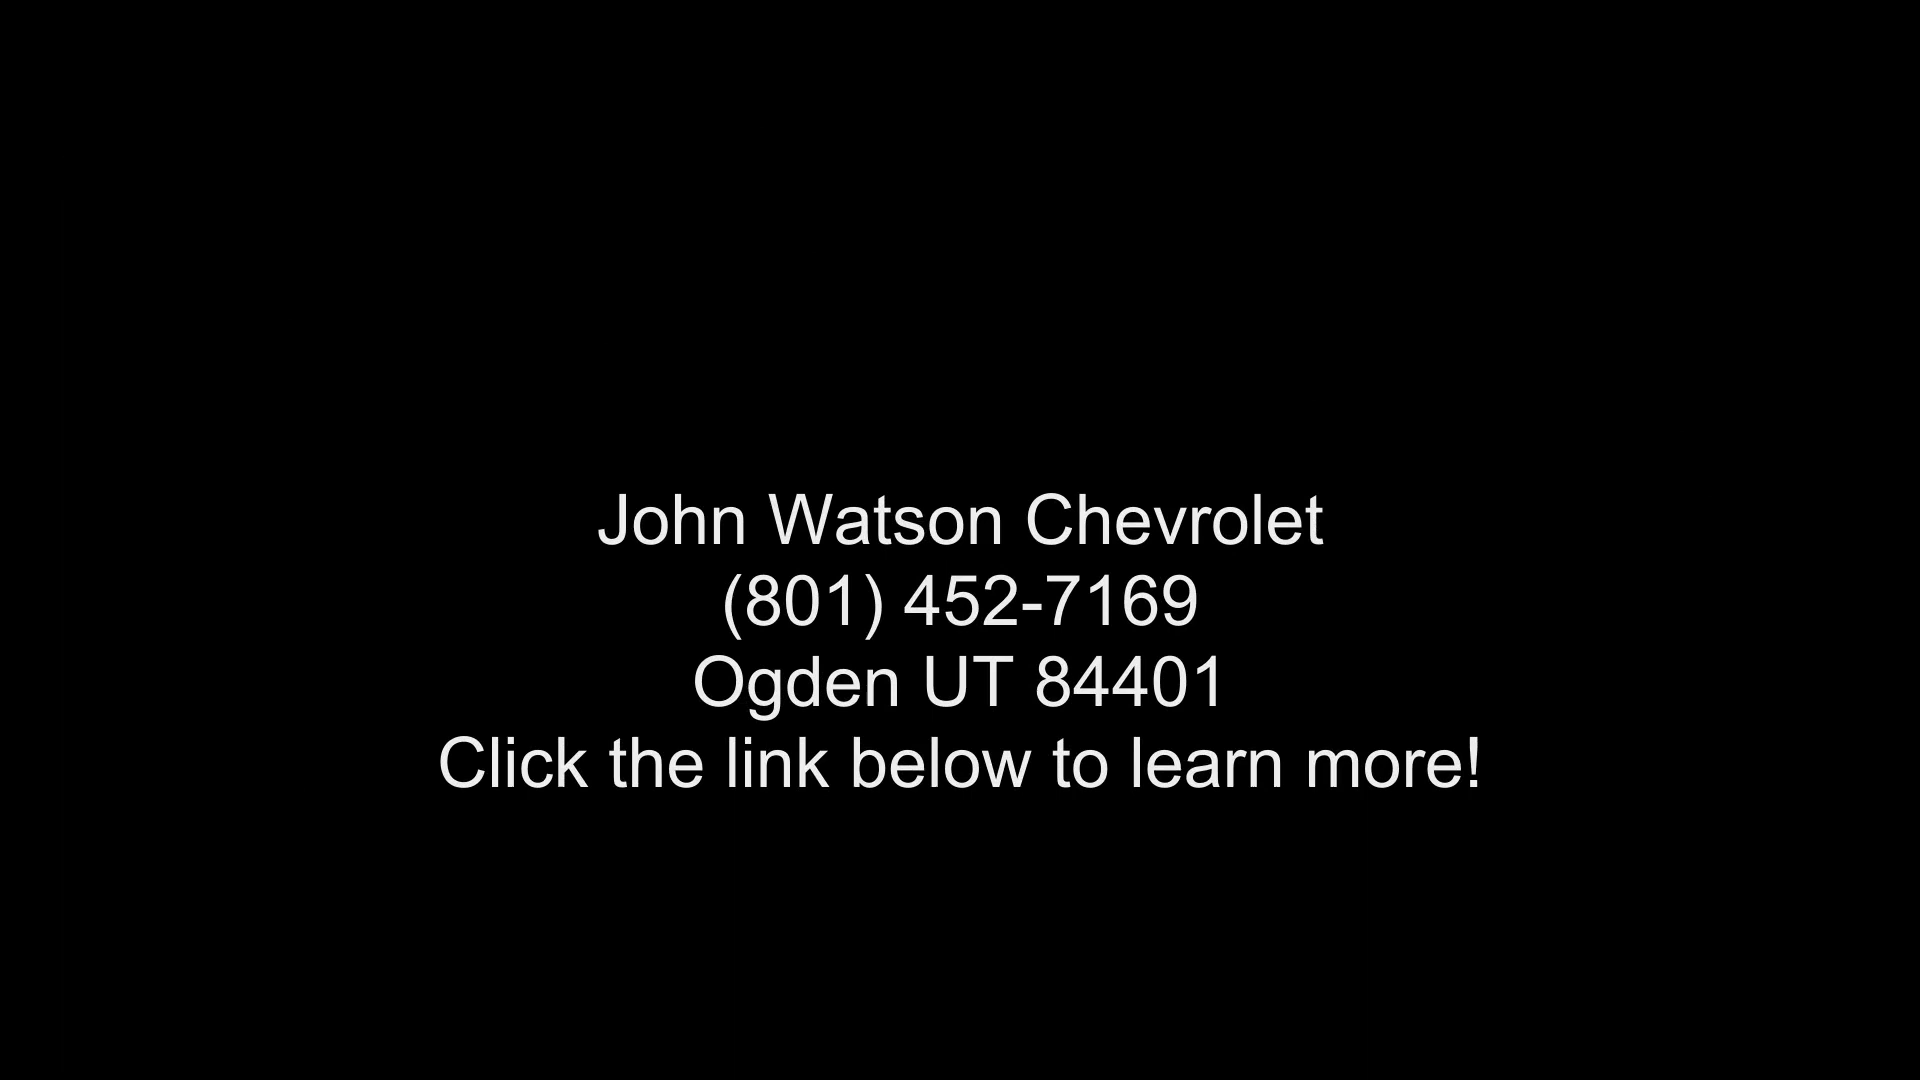 John Watson Chevrolet
(801) 452-7169
Ogden UT 84401
Click the link below to learn more!